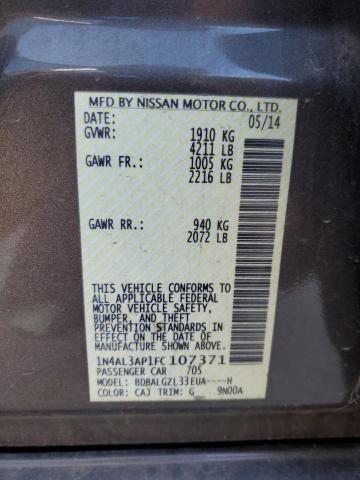 MFD BY NISSAN MOTOR CO., LTD.
DATE: 05/14
GVWR: 1910 KG
4211 LB
GAWR FR: 1005 KG
2216 LB
GAWR RR: 940 KG
2072 LB
THIS VEHICLE CONFORMS TO
ALL APPLICABLE FEDERAL
MOTOR VEHICLE SAFETY,
BUMPER, AND THEFT
PREVENTION STANDARDS IN
EFFECT ON THE DATE OF
MANUFACTURE SHOWN ABOVE.
1N4AL3AP1FC107371
PASSENGER CAR 705
MODEL: BDBALGZL33EUA----H
COLOR: CAJ TRIM: G 9N00A